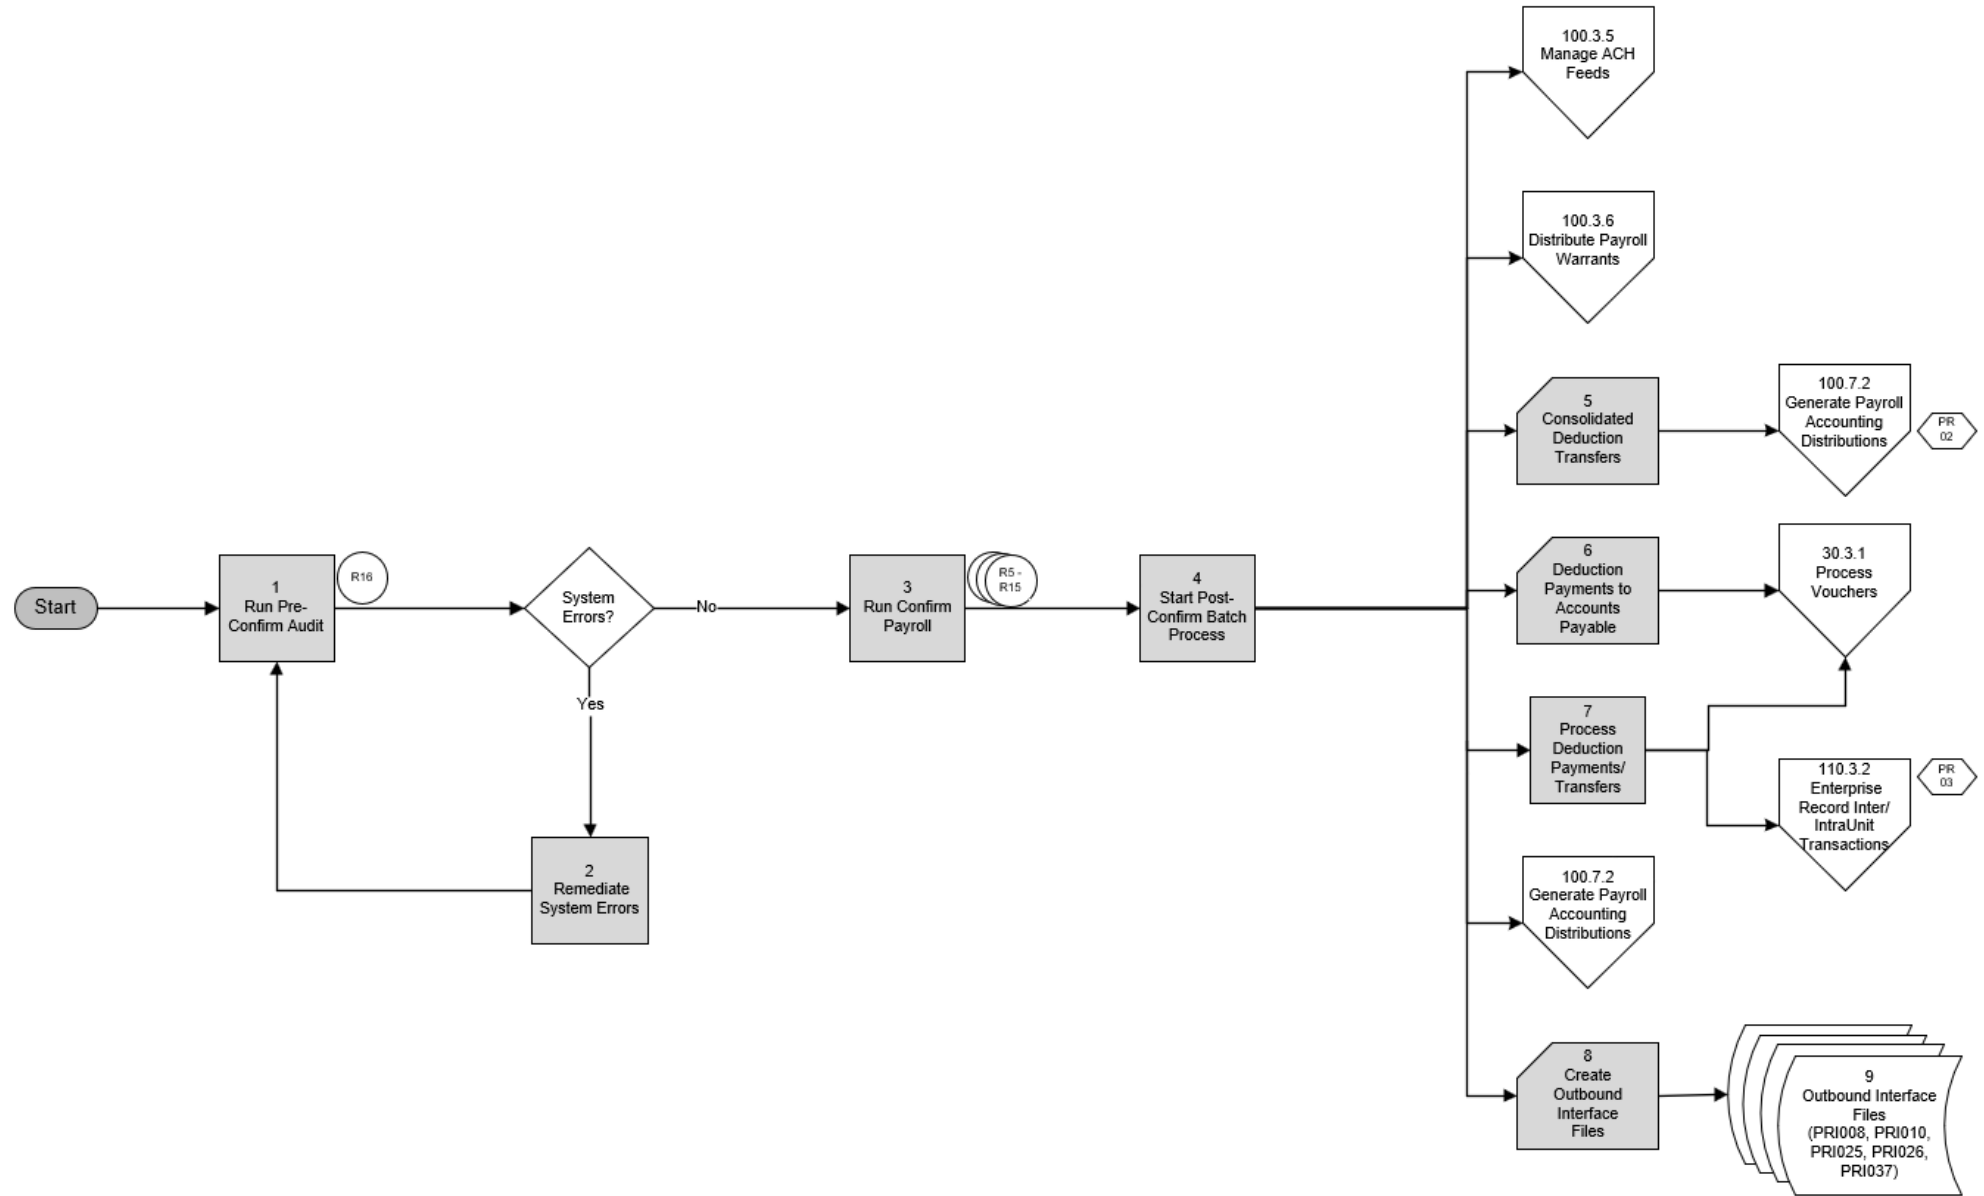 100.3.5
Manage ACH
Feeds
100.3.6
Distribute Payroll
Warrants
5
Consolidated
Deduction
Transfers
100.7.2
Generate Payroll
Accounting
Distributions
PR
02
Start
1
Run Pre-
Confirm Audit
R16
System
Errors?
No
3
Run Confirm
Payroll
R5 -
R15
4
Start Post-
Confirm Batch
Process
6
Deduction
Payments to
Accounts
Payable
30.3.1
Process
Vouchers
Yes
7
Process
Deduction
Payments/
Transfers
110.3.2
Enterprise
Record Inter/
IntraUnit
Transactions
PR
03
2
Remediate
System Errors
100.7.2
Generate Payroll
Accounting
Distributions
8
Create
Outbound
Interface
Files
9
Outbound Interface
Files
(PRI008, PRI010,
PRI025, PRI026,
PRI037)